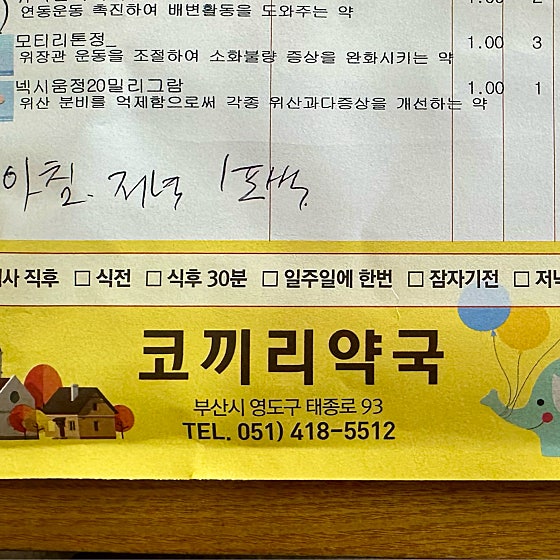 연동운동 촉진하여 배변활동을 도와주는 약
모티리톤정_ 1.00 3
위장관 운동을 조절하여 소화불량 증상을 완화시키는 약
넥시움정20밀리그람 1.00 1
위산 분비를 억제함으로써 각종 위산과다증상을 개선하는 약
아침. 저녁 1포씩
직후 □ 식전 □ 식후 30분 □ 일주일에 한번 □ 잠자기전 □
코끼리약국
부산시 영도구 태종로 93
TEL. 051) 418-5512